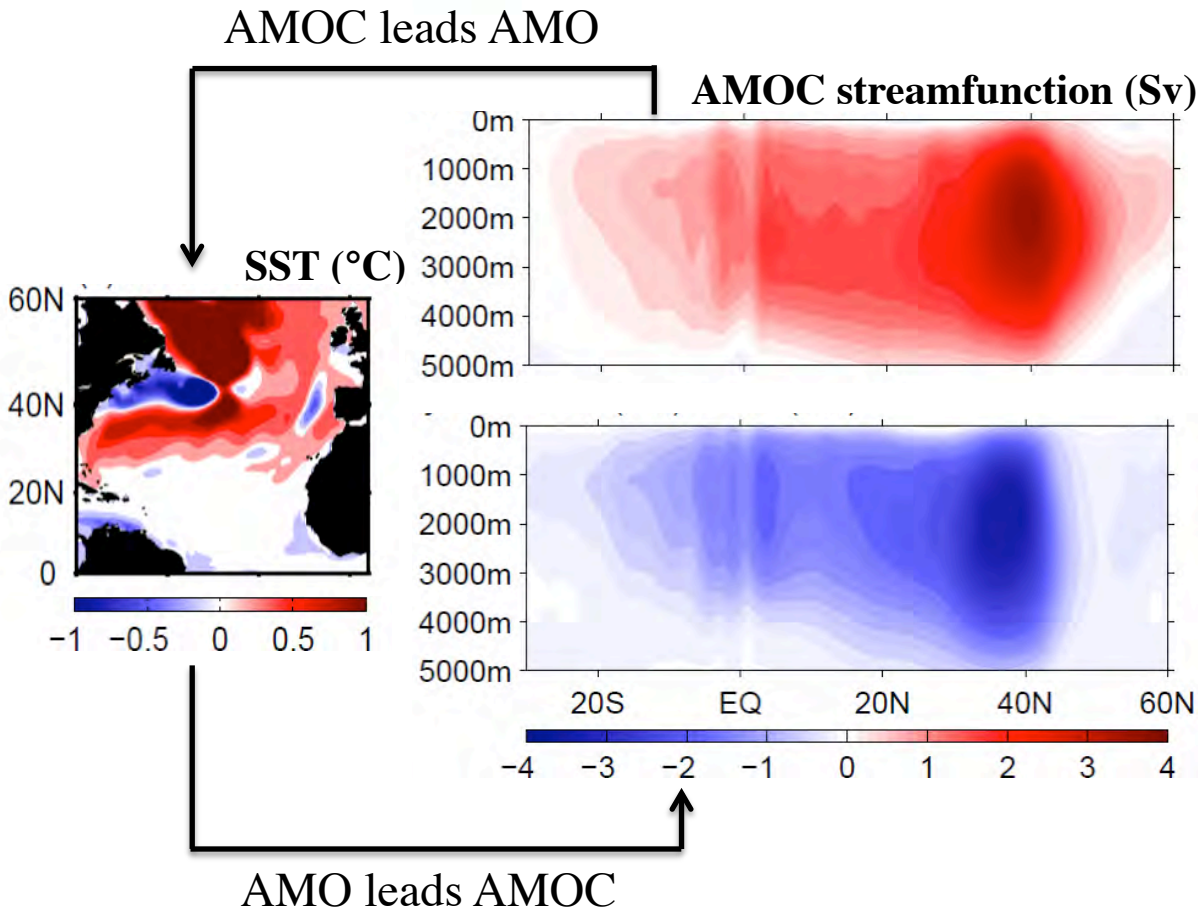 AMOC leads AMO
AMOC streamfunction (Sv)
0m
1000m
2000m
3000m
4000m
5000m
SST (°C)
60N
40N
20N
0
−1 −0.5 0 0.5 1
0m
1000m
2000m
3000m
4000m
5000m
20S EQ 20N 40N 60N
−4 −3 −2 −1 0 1 2 3 4
AMO leads AMOC